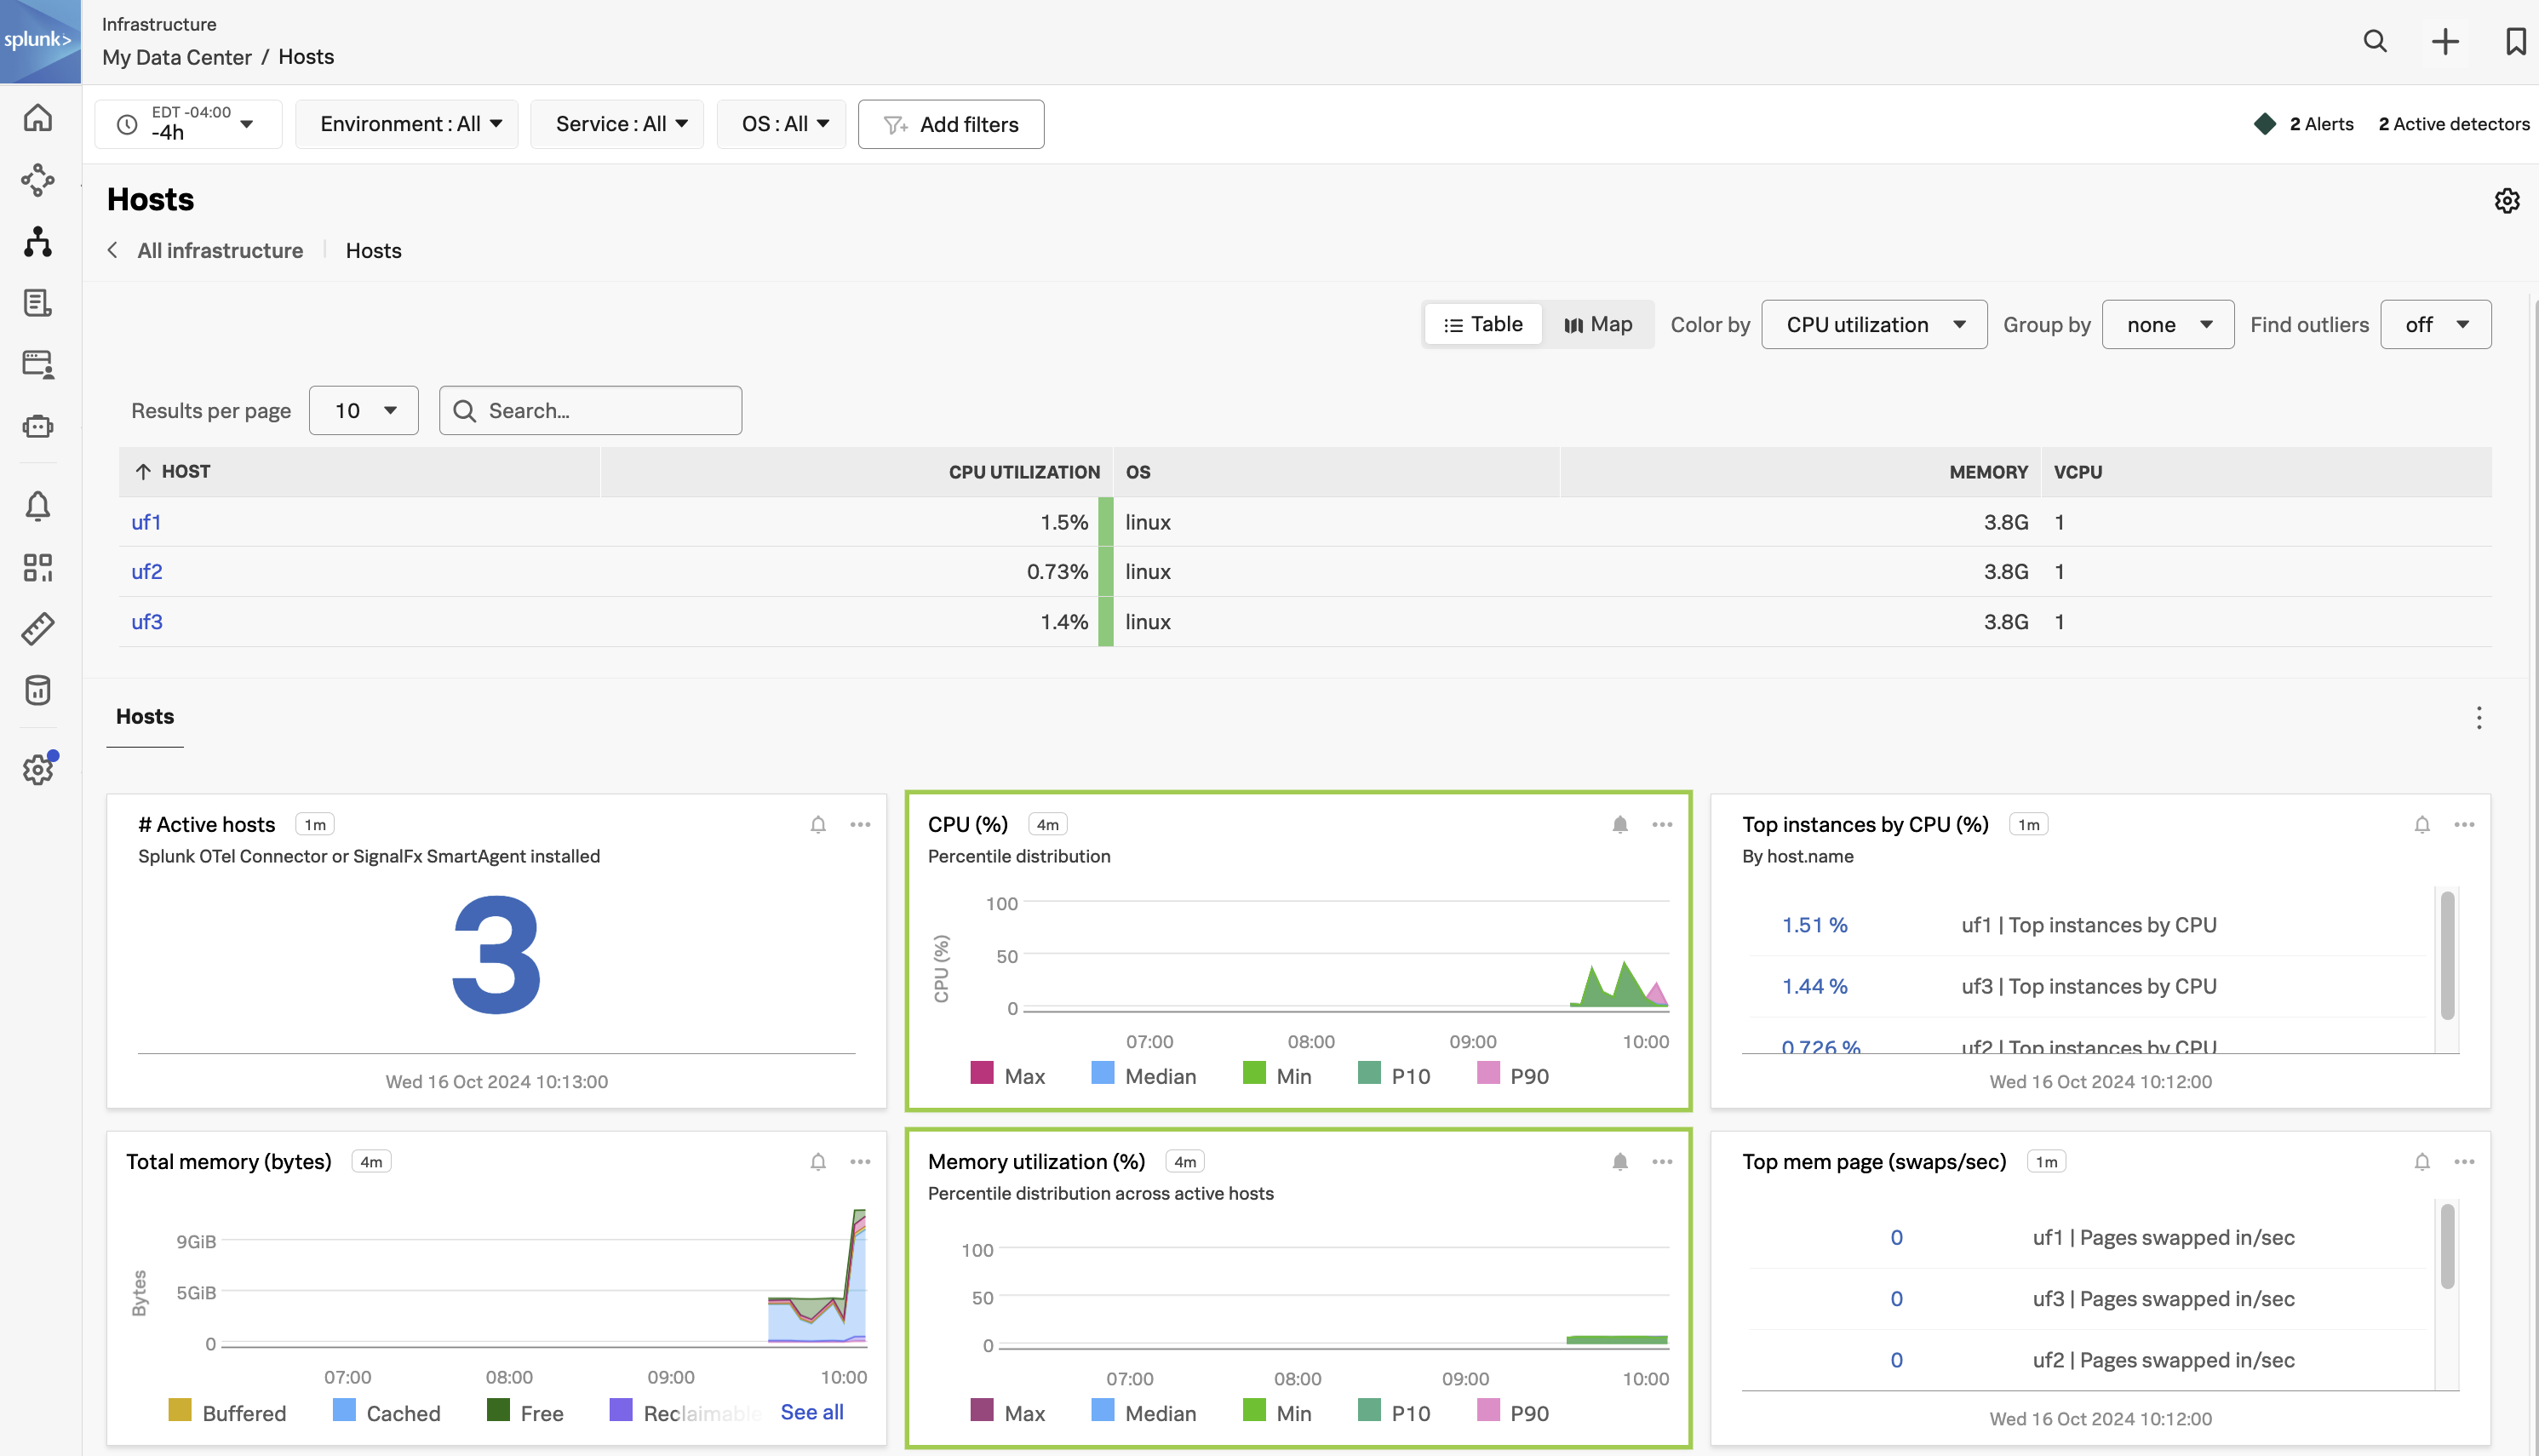 splunk>
Infrastructure
My Data Center / Hosts
EDT -04:00
-4h
Environment : All
Service : All
OS : All
Add filters
2 Alerts
2 Active detectors
Hosts
All infrastructure
Hosts
Table
Map
Color by
CPU utilization
Group by
none
Find outliers
off
Results per page
10
Search...
HOST CPU UTILIZATION OS MEMORY VCPU
uf1 1.5% linux 3.8G 1
uf2 0.73% linux 3.8G 1
uf3 1.4% linux 3.8G 1
Hosts
# Active hosts 1m
Splunk OTel Connector or SignalFx SmartAgent installed
3
Wed 16 Oct 2024 10:13:00
CPU (%) 4m
Percentile distribution
CPU (%)
100
50
0
07:00 08:00 09:00 10:00
Max Median Min P10 P90
Top instances by CPU (%) 1m
By host.name
1.51 % uf1 | Top instances by CPU
1.44 % uf3 | Top instances by CPU
0.726 % uf2 | Top instances by CPU
Wed 16 Oct 2024 10:12:00
Total memory (bytes) 4m
Bytes
9GiB
5GiB
0
07:00 08:00 09:00 10:00
Buffered Cached Free Reclaimable See all
Memory utilization (%) 4m
Percentile distribution across active hosts
100
50
0
07:00 08:00 09:00 10:00
Max Median Min P10 P90
Top mem page (swaps/sec) 1m
0 uf1 | Pages swapped in/sec
0 uf3 | Pages swapped in/sec
0 uf2 | Pages swapped in/sec
Wed 16 Oct 2024 10:12:00